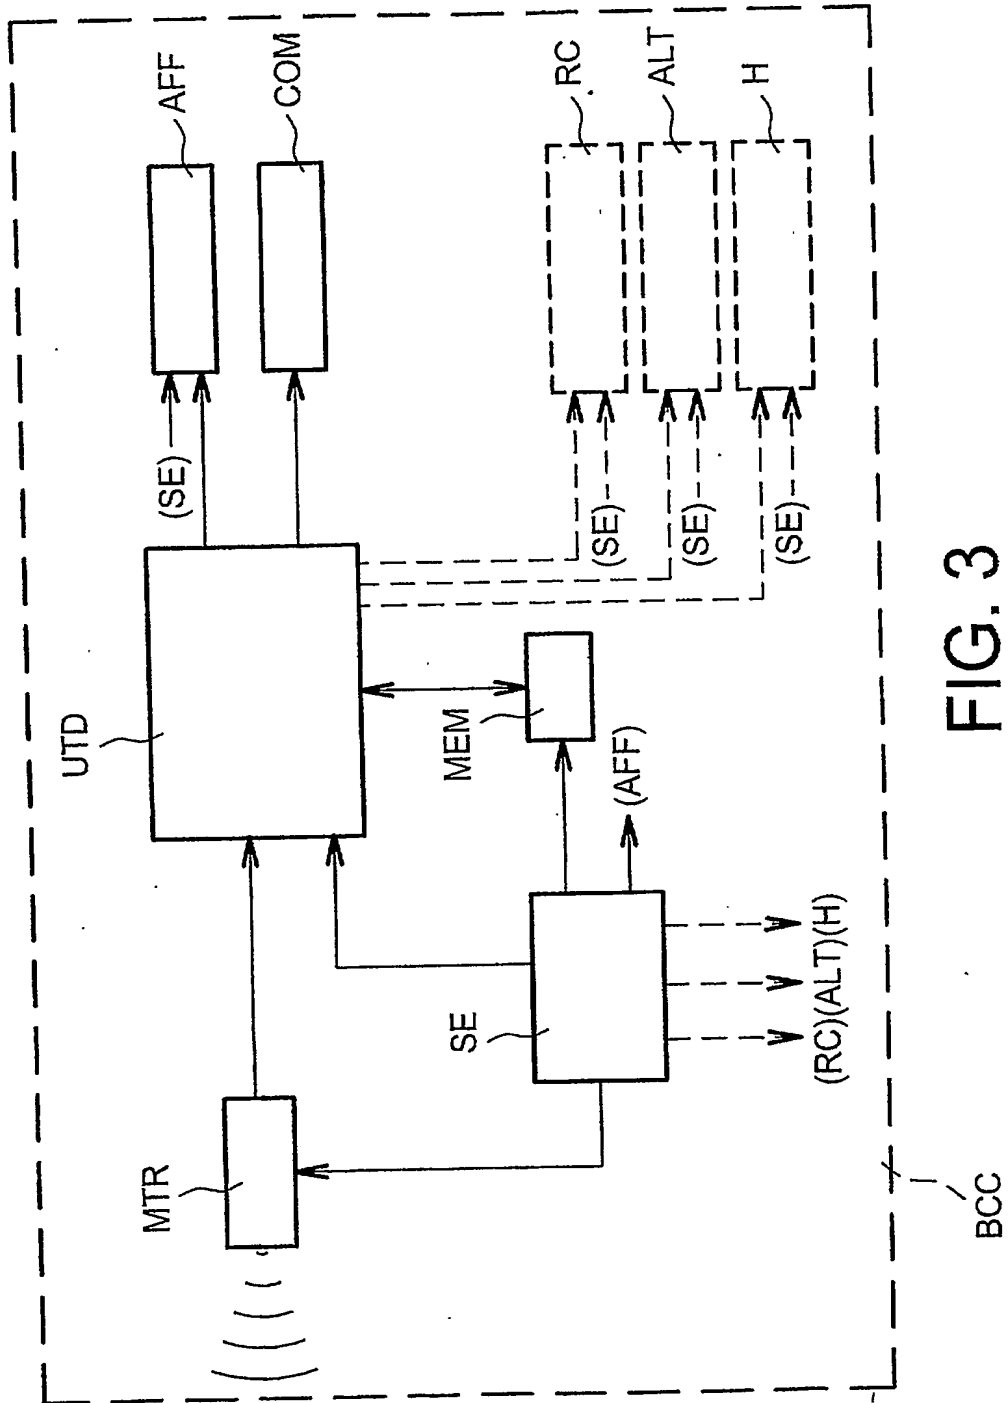 AFF
COM
RC
ALT
H
(SE)
(SE)
(SE)
(SE)
UTD
MEM
(AFF)
SE
(RC)(ALT)(H)
MTR
BCC
FIG. 3